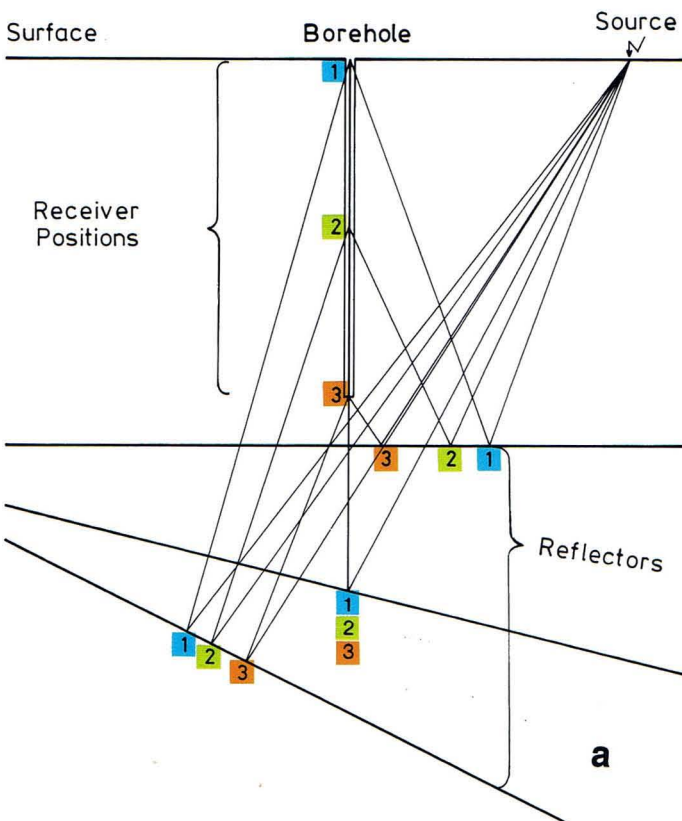 Surface
Borehole
Source
1
Receiver
Positions
2
3
3 2 1
Reflectors
1
2
3
1
2
3
a